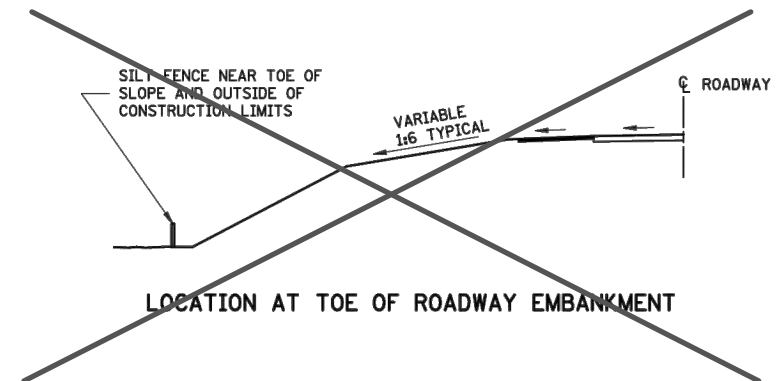 SILT FENCE NEAR TOE OF
SLOPE AND OUTSIDE OF
CONSTRUCTION LIMITS
VARIABLE
1:6 TYPICAL
℄ ROADWAY
LOCATION AT TOE OF ROADWAY EMBANKMENT